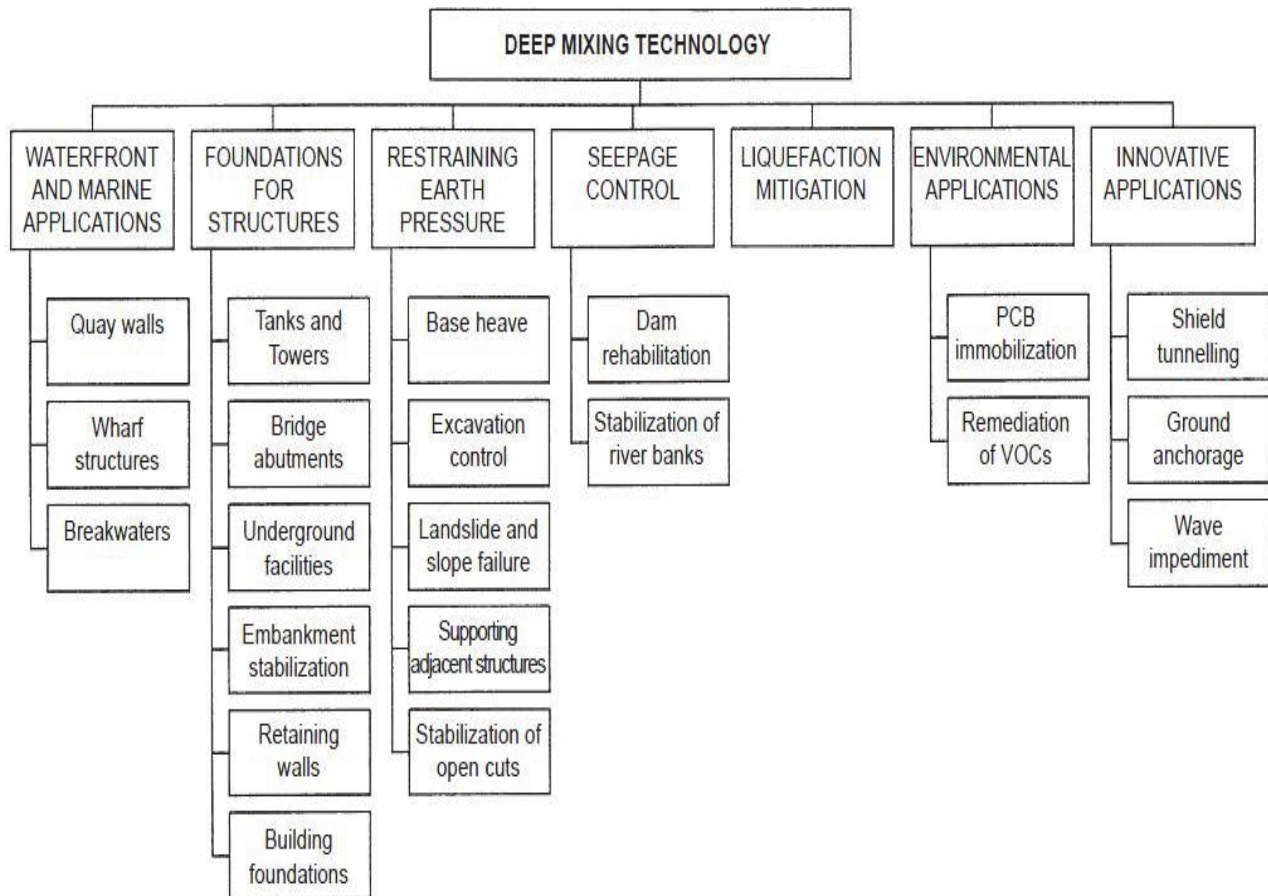 DEEP MIXING TECHNOLOGY
WATERFRONT
AND MARINE
APPLICATIONS
FOUNDATIONS
FOR
STRUCTURES
RESTRAINING
EARTH
PRESSURE
SEEPAGE
CONTROL
LIQUEFACTION
MITIGATION
ENVIRONMENTAL
APPLICATIONS
INNOVATIVE
APPLICATIONS
Quay walls
Wharf
structures
Breakwaters
Tanks and
Towers
Bridge
abutments
Underground
facilities
Embankment
stabilization
Retaining
walls
Building
foundations
Base heave
Excavation
control
Landslide and
slope failure
Supporting
adjacent structures
Stabilization of
open cuts
Dam
rehabilitation
Stabilization of
river banks
PCB
immobilization
Remediation
of VOCs
Shield
tunnelling
Ground
anchorage
Wave
impediment